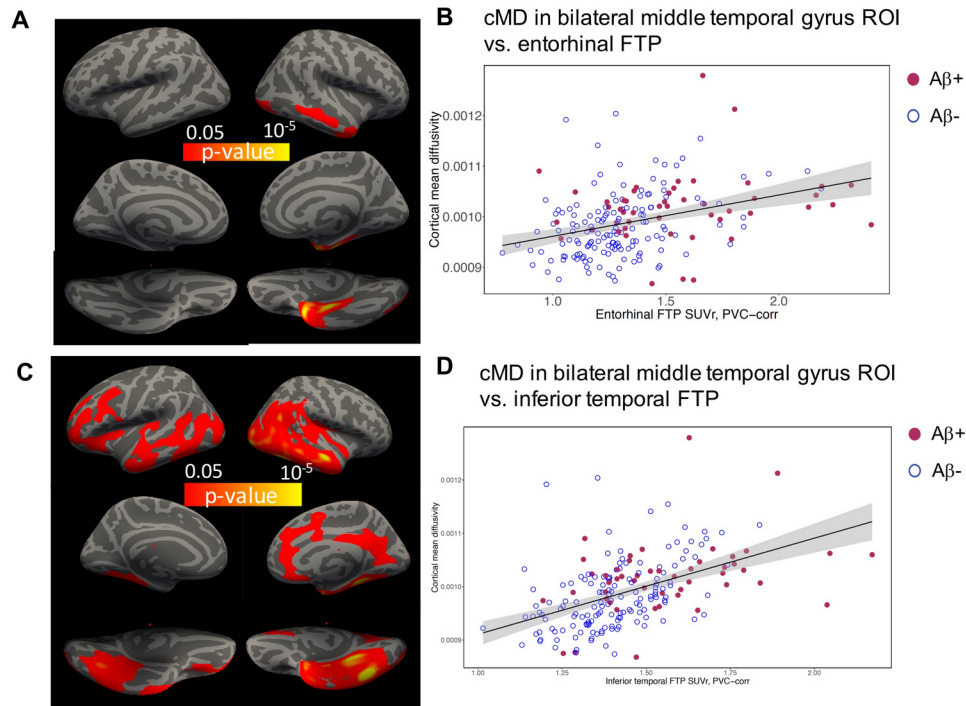 A
0.05 10⁻⁵
p-value
B
cMD in bilateral middle temporal gyrus ROI
vs. entorhinal FTP
Aβ+
Aβ-
Cortical mean diffusivity
0.0012
0.0011
0.0010
0.0009
1.0 1.5 2.0
Entorhinal FTP SUVr, PVC−corr
C
0.05 10⁻⁵
p-value
D
cMD in bilateral middle temporal gyrus ROI
vs. inferior temporal FTP
Aβ+
Aβ-
Cortical mean diffusivity
0.0012
0.0011
0.0010
0.0009
1.00 1.25 1.50 1.75 2.00
Inferior temporal FTP SUVr, PVC−corr